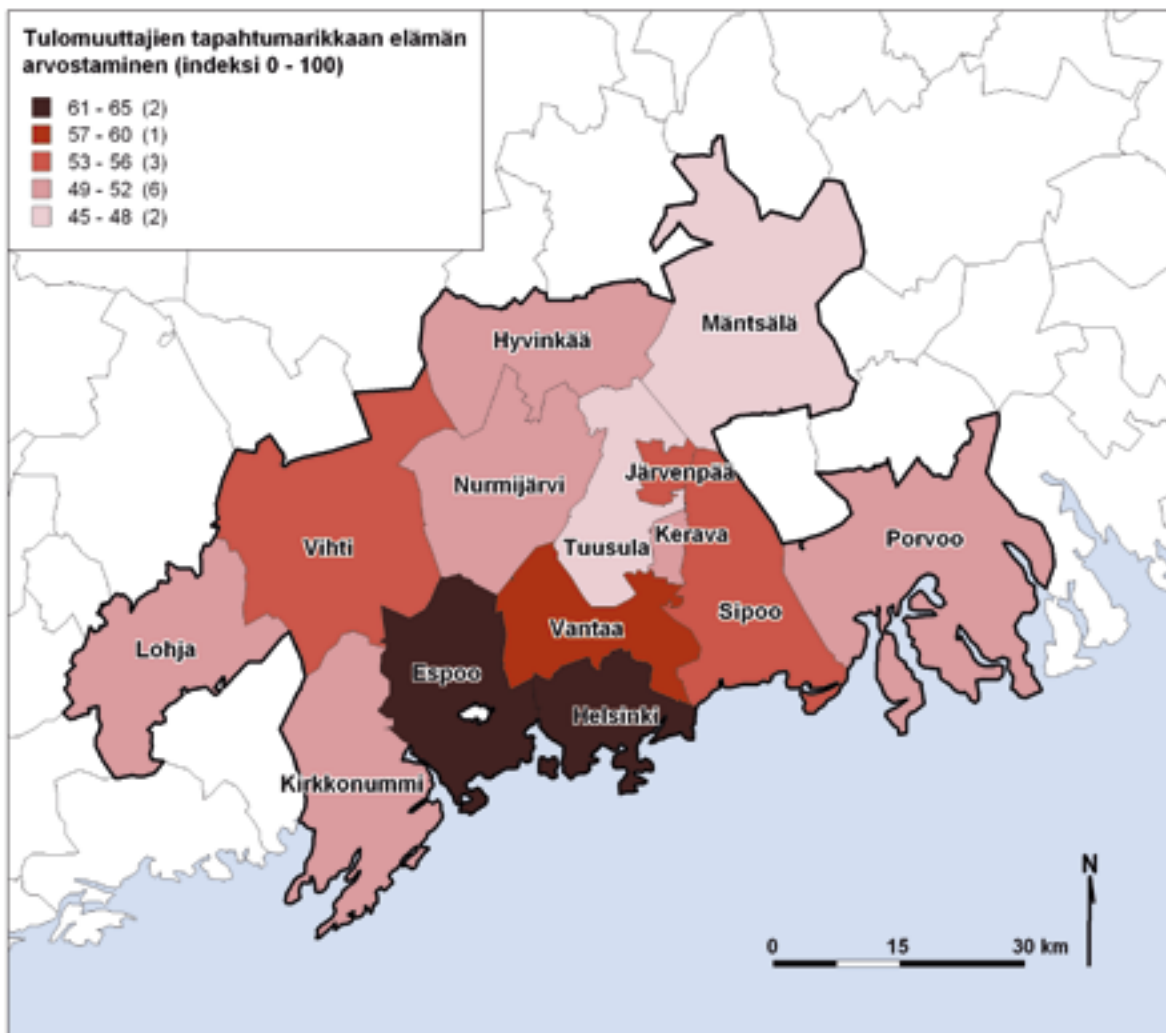 Tulomuuttajien tapahtumarikkaan elämän
arvostaminen (indeksi 0 - 100)
61 - 65 (2)
57 - 60 (1)
53 - 56 (3)
49 - 52 (6)
45 - 48 (2)
Mäntsälä
Hyvinkää
Järvenpää
Nurmijärvi
Kerava
Porvoo
Vihti
Tuusula
Sipoo
Vantaa
Lohja
Espoo
Helsinki
Kirkkonummi
N
0 15 30 km